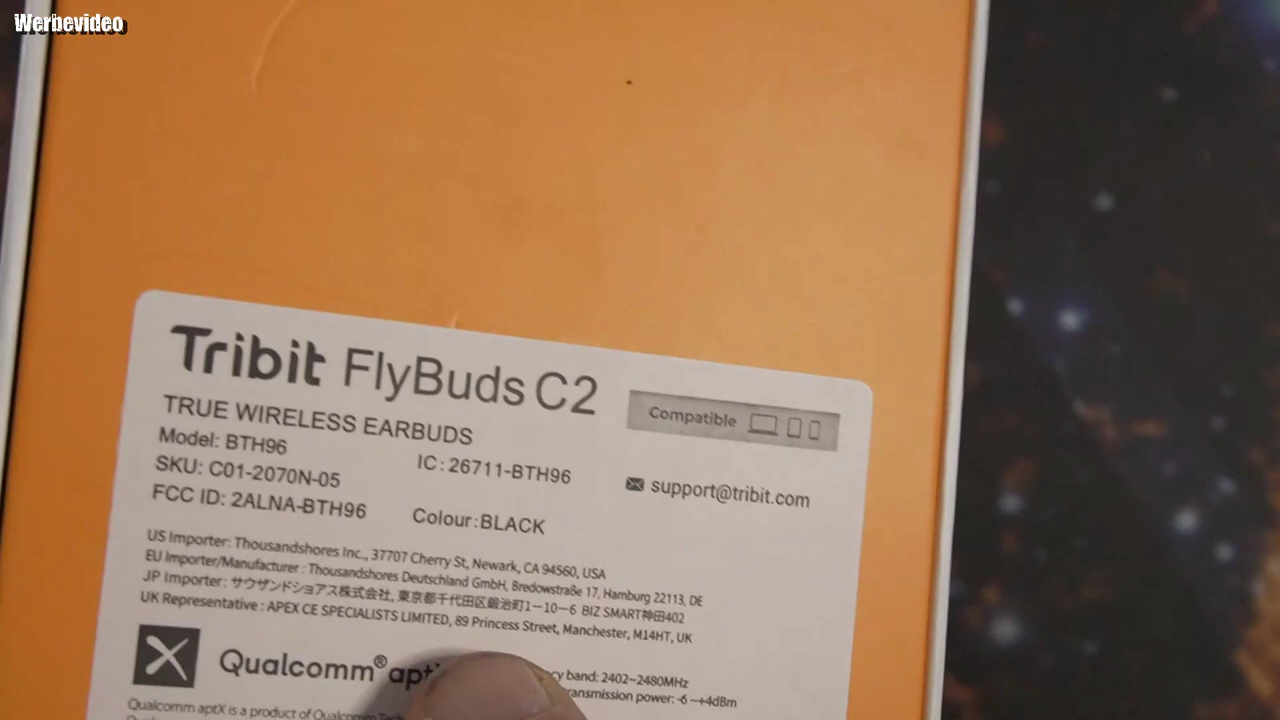 Werbevideo
Tribit FlyBuds C2
Compatible
TRUE WIRELESS EARBUDS
Model: BTH96
IC: 26711-BTH96
SKU: C01-2070N-05
support@tribit.com
FCC ID: 2ALNA-BTH96
Colour:BLACK
US Importer: Thousandshores Inc., 37707 Cherry St, Newark, CA 94560, USA
EU Importer/Manufacturer : Thousandshores Deutschland GmbH, Bredowstraße 17, Hamburg 22113, DE
JP Importer: サウザンドショアス株式会社, 東京都千代田区鍛治町1-10-6 BIZ SMART神田402
UK Representative : APEX CE SPECIALISTS LIMITED, 89 Princess Street, Manchester, M14HT, UK
Qualcomm®
band: 2402-2480MHz
power: -6~+4dBm
Qualcomm aptX is a product of Qualcomm